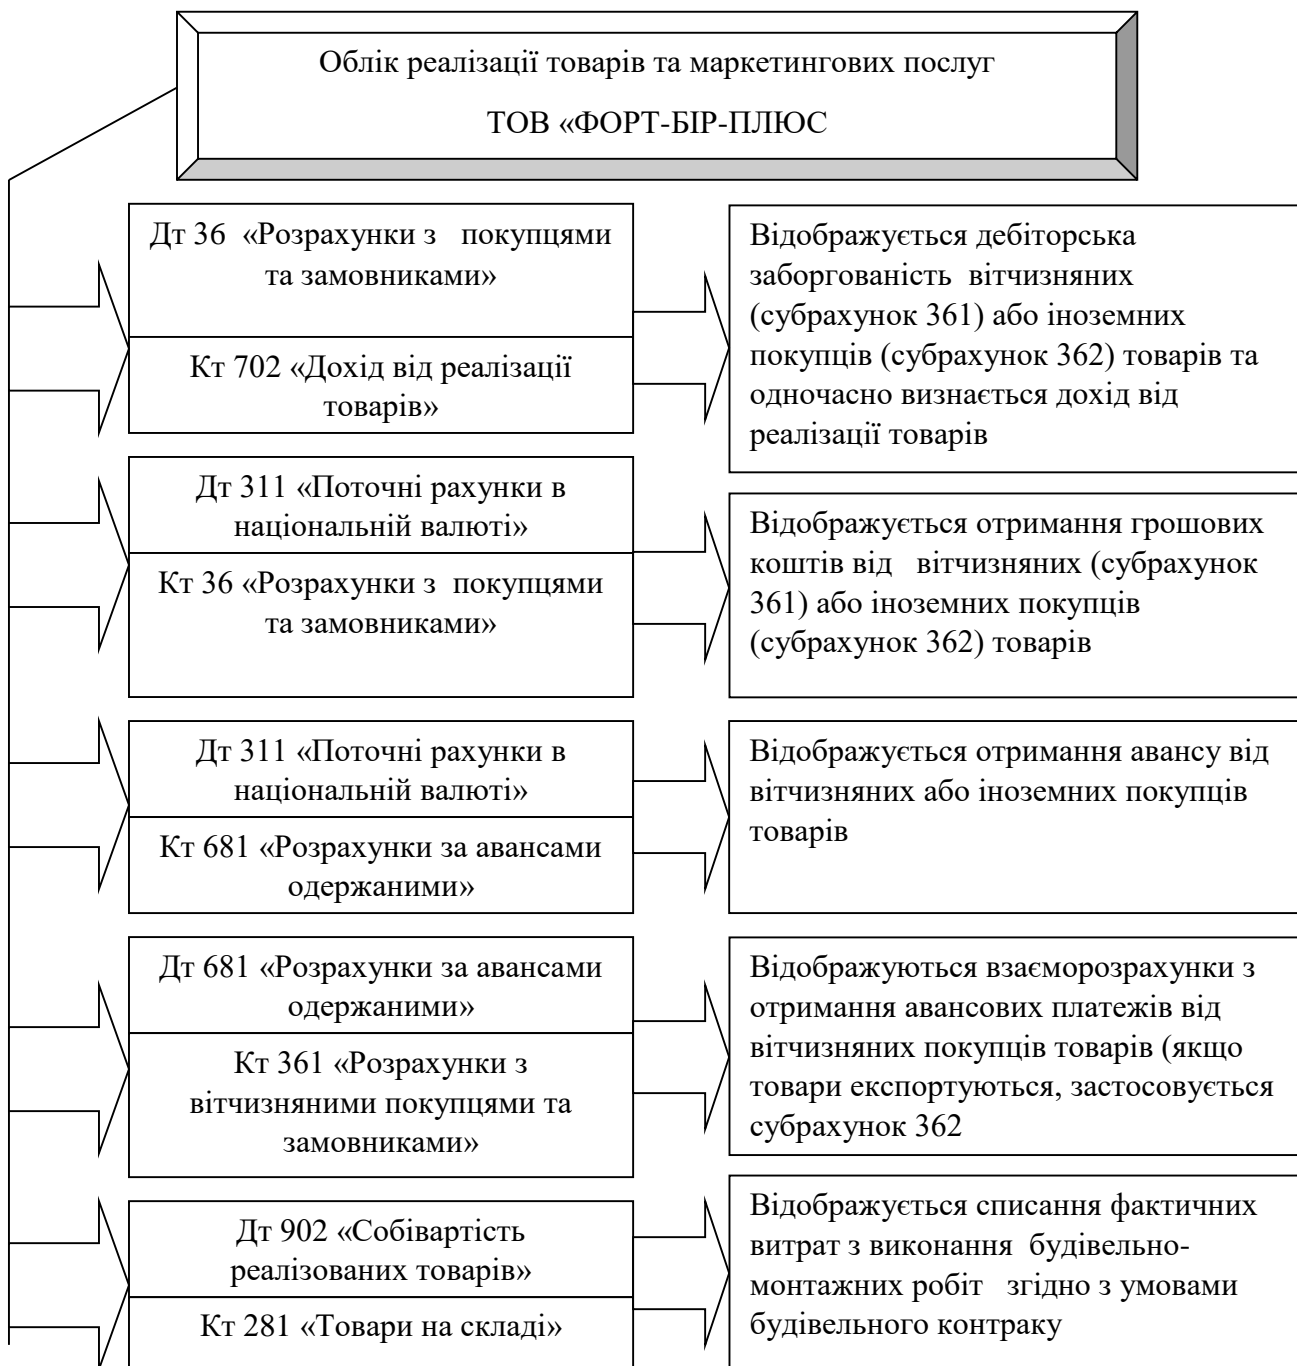 Облік реалізації товарів та маркетингових послуг
ТОВ «ФОРТ-БІР-ПЛЮС
Дт 36 «Розрахунки з покупцями
та замовниками»
Кт 702 «Дохід від реалізації
товарів»
Відображується дебіторська
заборгованість вітчизняних
(субрахунок 361) або іноземних
покупців (субрахунок 362) товарів та
одночасно визнається дохід від
реалізації товарів
Дт 311 «Поточні рахунки в
національній валюті»
Кт 36 «Розрахунки з покупцями
та замовниками»
Відображується отримання грошових
коштів від вітчизняних (субрахунок
361) або іноземних покупців
(субрахунок 362) товарів
Дт 311 «Поточні рахунки в
національній валюті»
Кт 681 «Розрахунки за авансами
одержаними»
Відображується отримання авансу від
вітчизняних або іноземних покупців
товарів
Дт 681 «Розрахунки за авансами
одержаними»
Кт 361 «Розрахунки з
вітчизняними покупцями та
замовниками»
Відображуються взаєморозрахунки з
отримання авансових платежів від
вітчизняних покупців товарів (якщо
товари експортуються, застосовується
субрахунок 362
Дт 902 «Собівартість
реалізованих товарів»
Кт 281 «Товари на складі»
Відображується списання фактичних
витрат з виконання будівельно-
монтажних робіт згідно з умовами
будівельного контраку